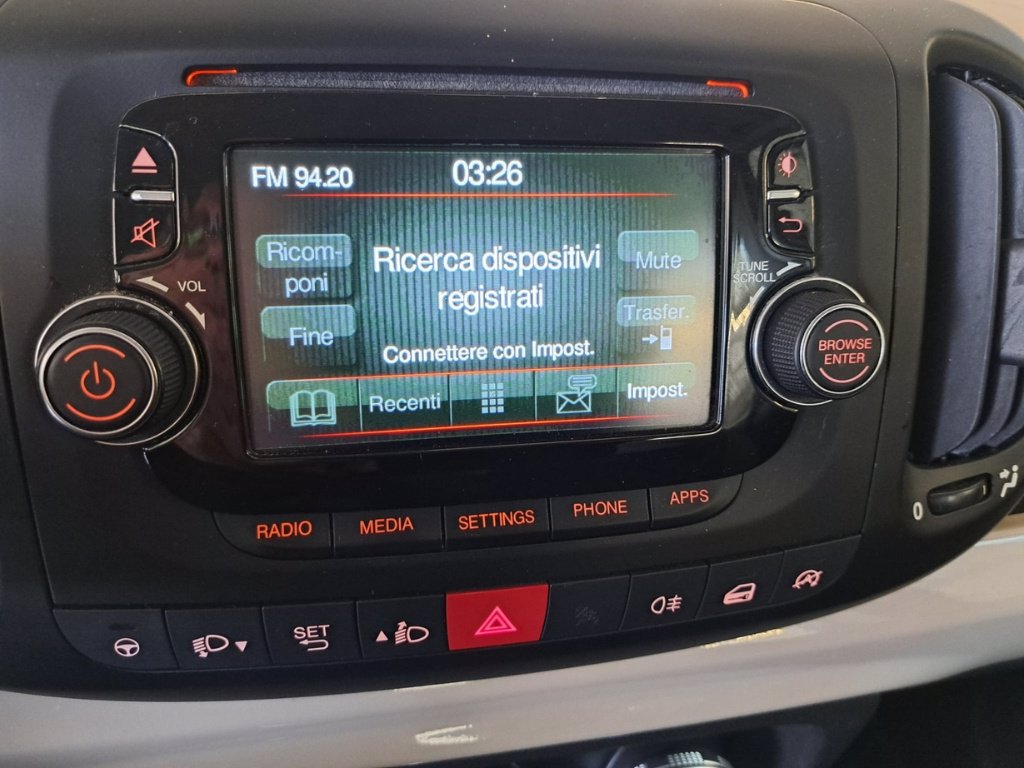 FM 94.20 03:26
Ricom-
poni
Ricerca dispositivi
registrati
Mute
Fine
Trasfer.
Connettere con Impost.
Recenti
Impost.
VOL
TUNE
SCROLL
BROWSE
ENTER
RADIO MEDIA SETTINGS PHONE APPS
SET
0